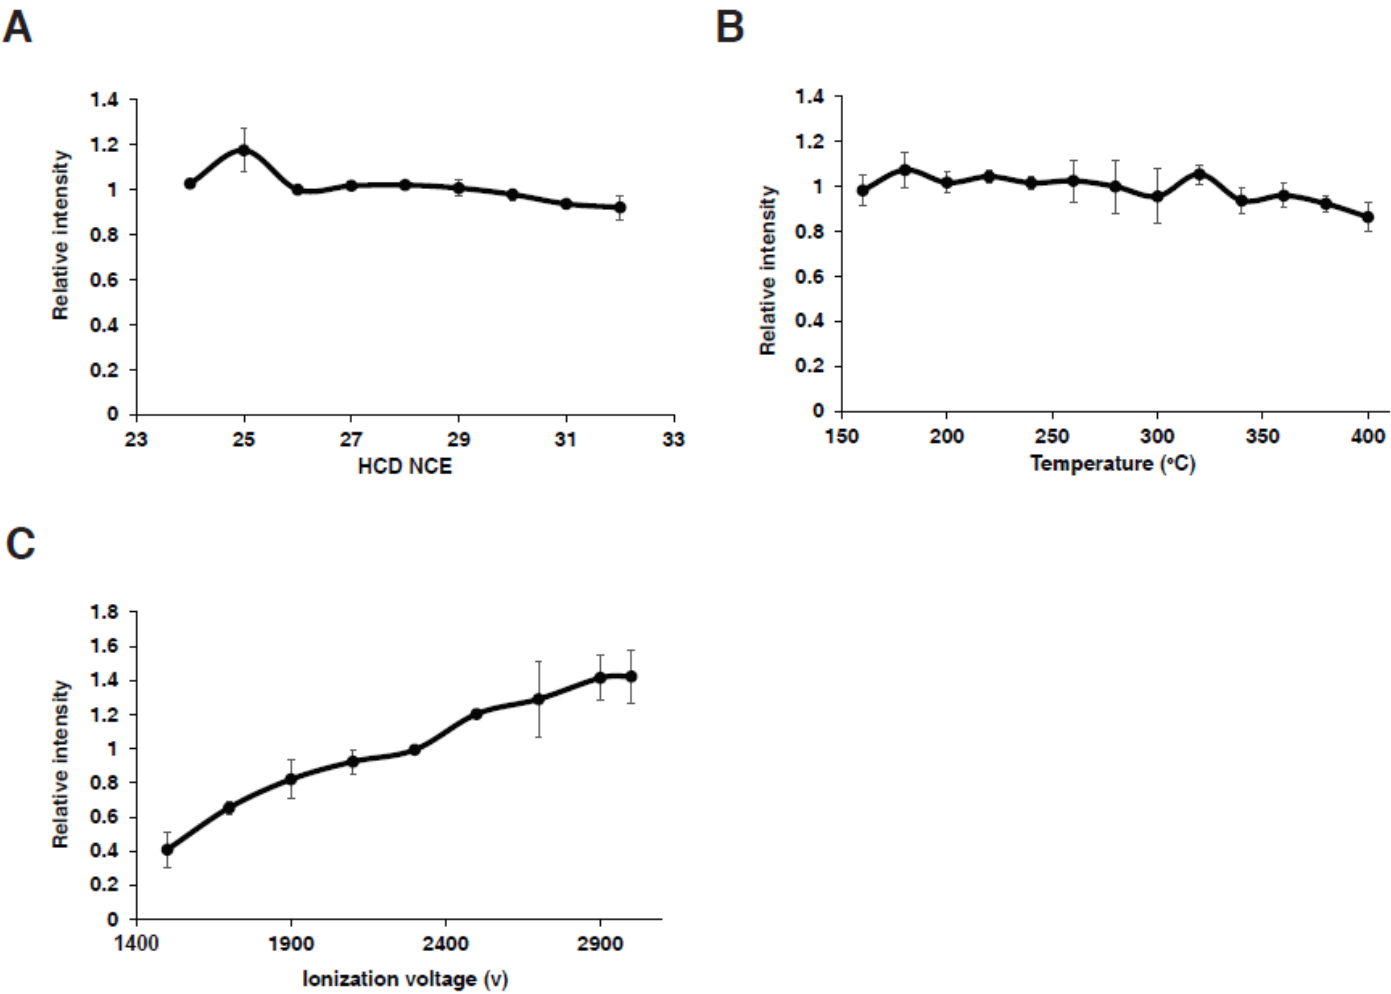 A
Relative intensity
1.4
1.2
1
0.8
0.6
0.4
0.2
0
23 25 27 29 31 33
HCD NCE
B
Relative intensity
1.4
1.2
1
0.8
0.6
0.4
0.2
0
150 200 250 300 350 400
Temperature (°C)
C
Relative intensity
1.8
1.6
1.4
1.2
1
0.8
0.6
0.4
0.2
0
1400 1900 2400 2900
Ionization voltage (v)